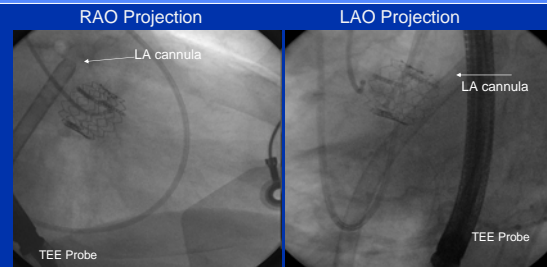 RAO Projection
LA cannula
TEE Probe
LAO Projection
LA cannula
TEE Probe